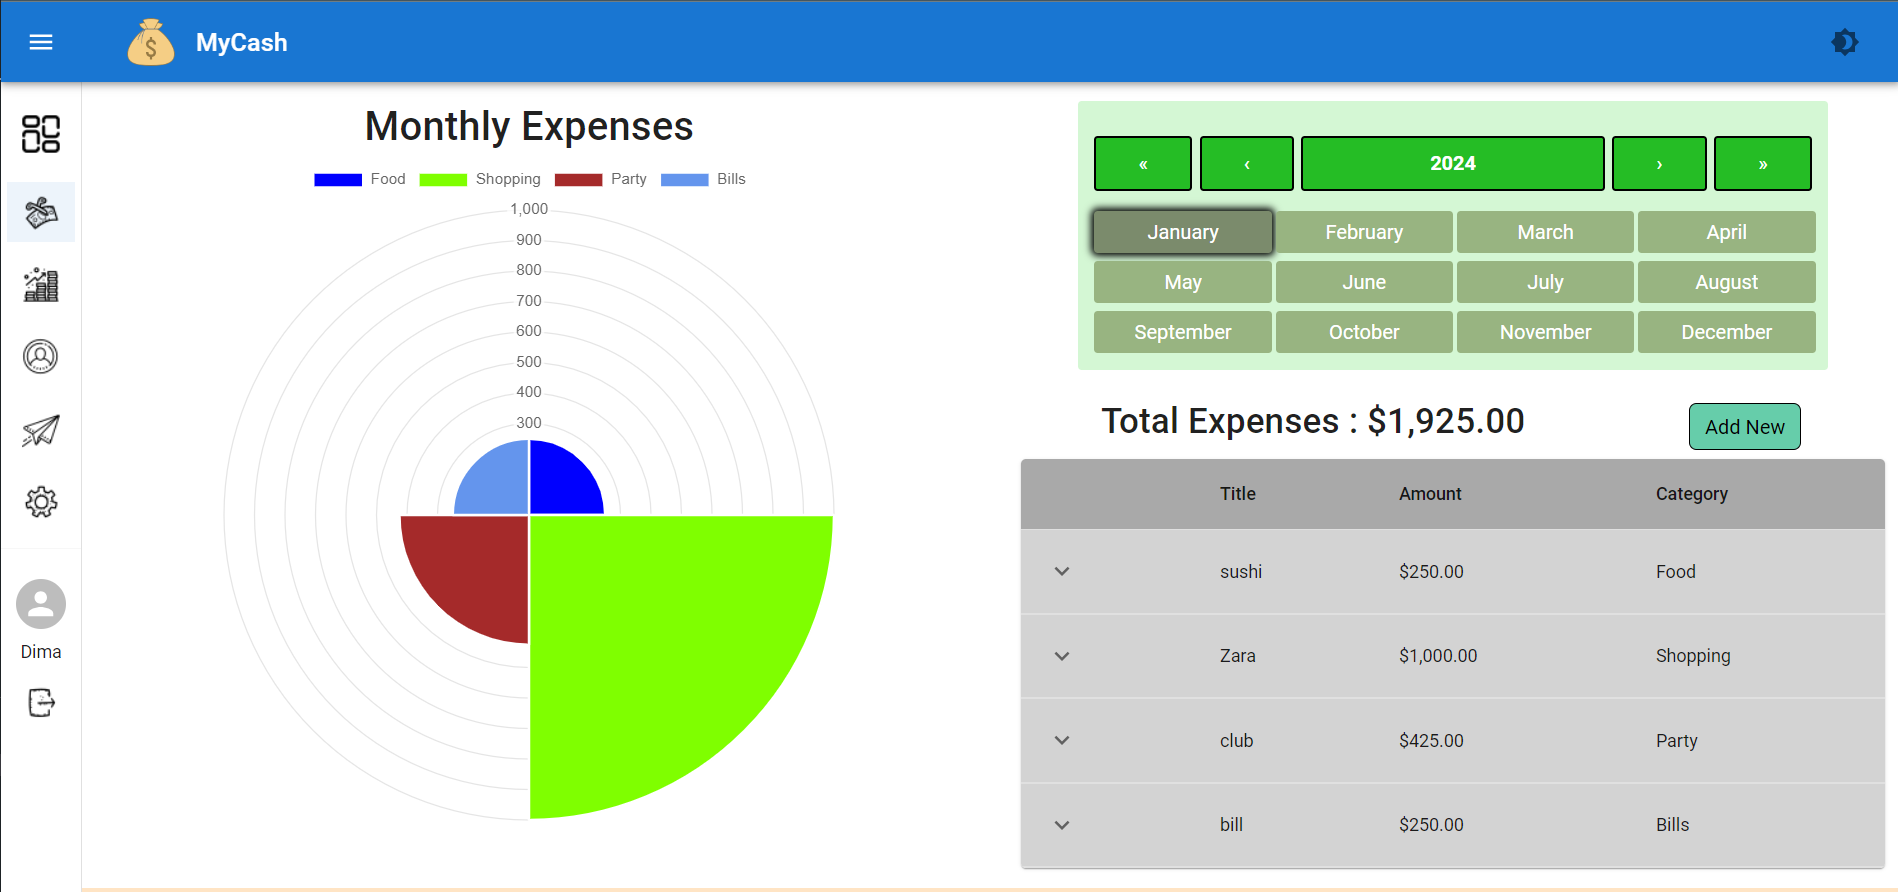 MyCash
Monthly Expenses
Food Shopping Party Bills
1,000
900
800
700
600
500
400
300
Dima
« ‹ 2024 › »
January February March April
May June July August
September October November December
Total Expenses : $1,925.00 Add New
Title Amount Category
sushi $250.00 Food
Zara $1,000.00 Shopping
club $425.00 Party
bill $250.00 Bills